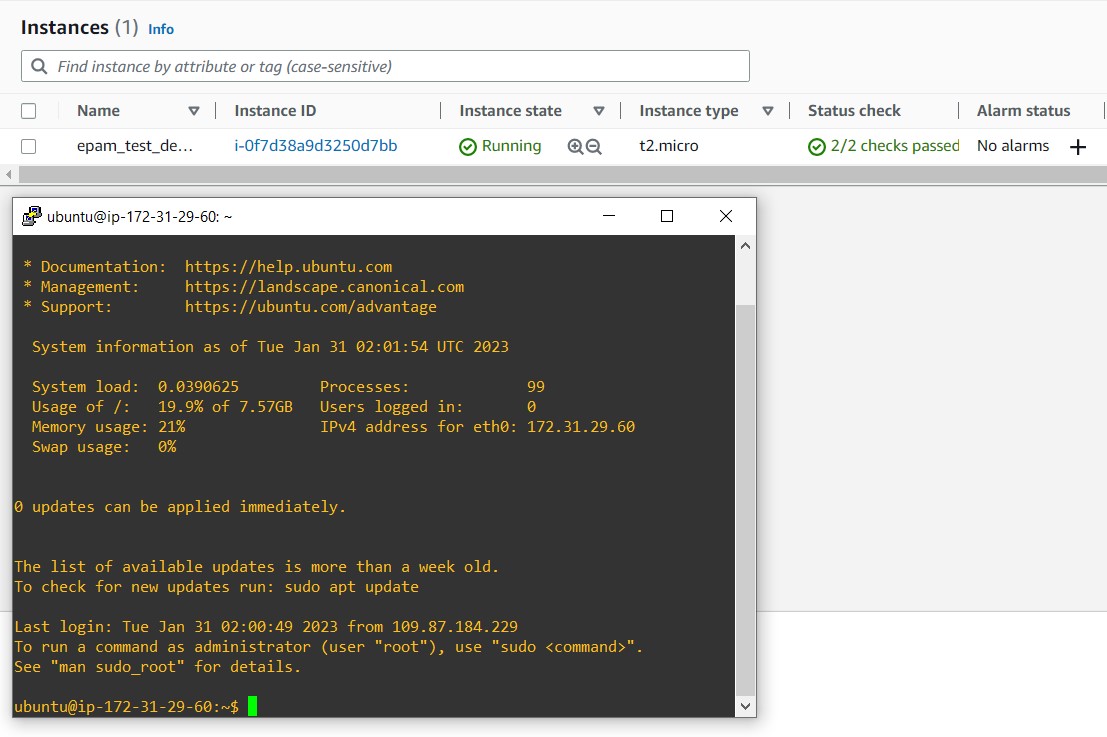 Instances (1) Info
Find instance by attribute or tag (case-sensitive)
Name Instance ID Instance state Instance type Status check Alarm status
epam_test_de... i-0f7d38a9d3250d7bb Running t2.micro 2/2 checks passed No alarms
ubuntu@ip-172-31-29-60: ~
* Documentation: https://help.ubuntu.com
* Management: https://landscape.canonical.com
* Support: https://ubuntu.com/advantage
System information as of Tue Jan 31 02:01:54 UTC 2023
System load: 0.0390625 Processes: 99
Usage of /: 19.9% of 7.57GB Users logged in: 0
Memory usage: 21% IPv4 address for eth0: 172.31.29.60
Swap usage: 0%
0 updates can be applied immediately.
The list of available updates is more than a week old.
To check for new updates run: sudo apt update
Last login: Tue Jan 31 02:00:49 2023 from 109.87.184.229
To run a command as administrator (user "root"), use "sudo <command>".
See "man sudo_root" for details.
ubuntu@ip-172-31-29-60:~$